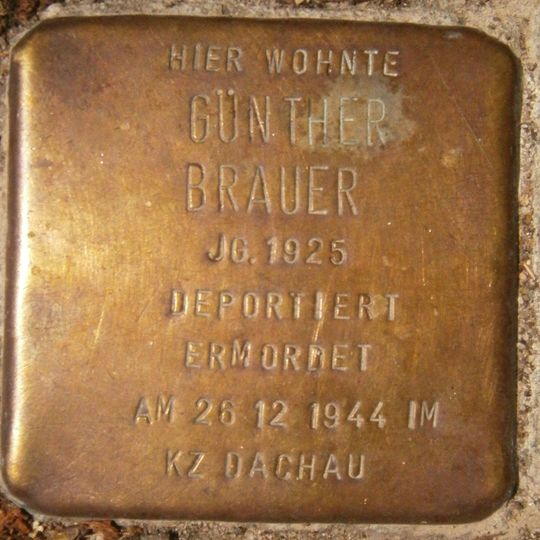 HIER WOHNTE
GÜNTHER
BRAUER
JG. 1925
DEPORTIERT
ERMORDET
AM 26 12 1944 IM
KZ DACHAU